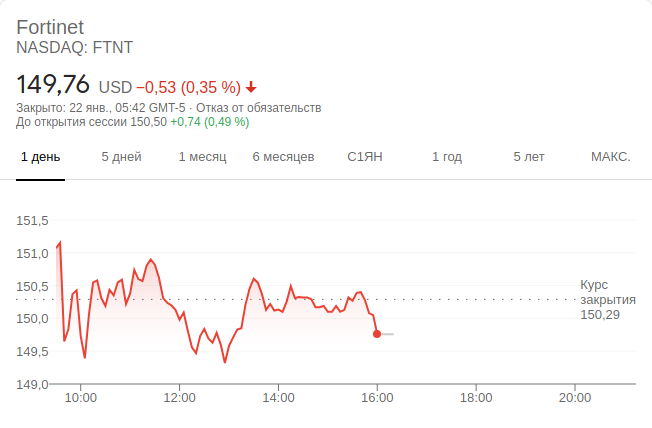 Fortinet
NASDAQ: FTNT
149,76 USD −0,53 (0,35 %)
Закрыто: 22 янв., 05:42 GMT-5 · Отказ от обязательств
До открытия сессии 150,50 +0,74 (0,49 %)
1 день 5 дней 1 месяц 6 месяцев С1ЯН 1 год 5 лет МАКС.
151,5
151,0
150,5
150,0
149,5
149,0
Курс
закрытия
150,29
10:00 12:00 14:00 16:00 18:00 20:00